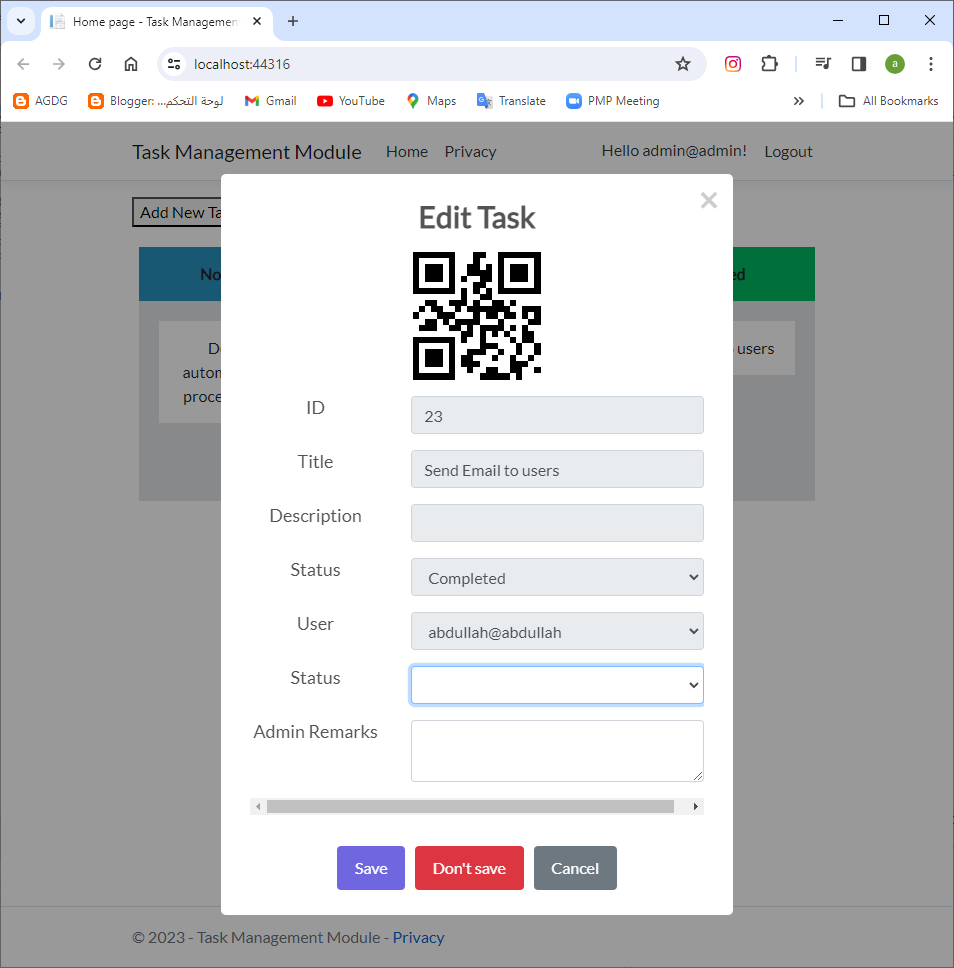 Home page - Task Management
localhost:44316
a
AGDG
Blogger: ...لوحة التحكم
Gmail
YouTube
Maps
Translate
PMP Meeting
All Bookmarks
Task Management Module
Home
Privacy
Hello admin@admin!
Logout
Add New Ta
No
ed
D
autom
proce
users
×
Edit Task
ID
23
Title
Send Email to users
Description
Status
Completed
User
abdullah@abdullah
Status
Admin Remarks
Save
Don't save
Cancel
© 2023 - Task Management Module - Privacy